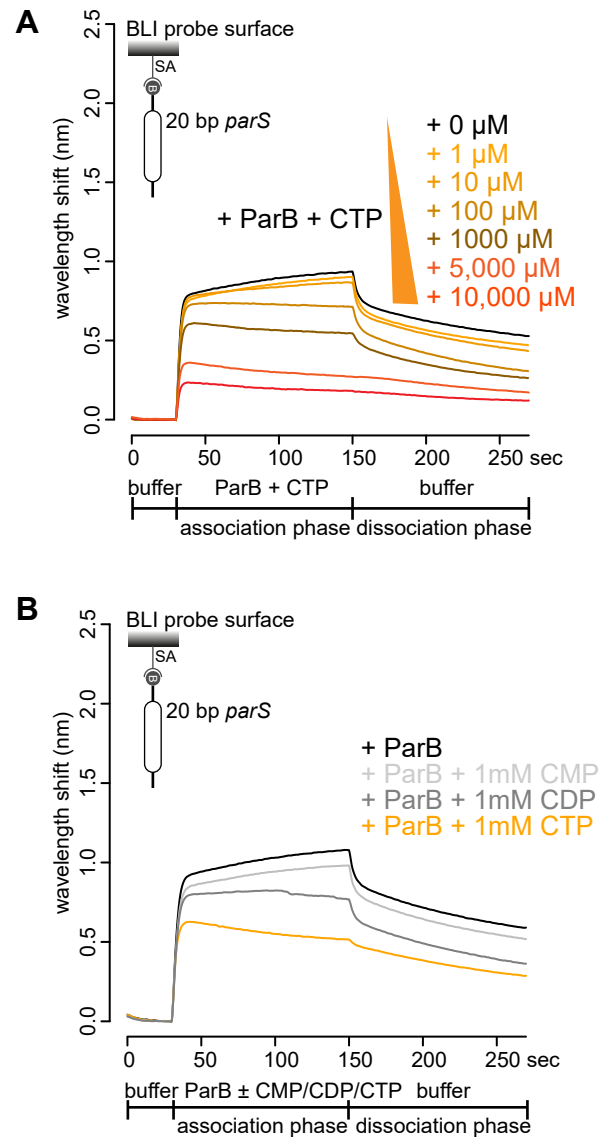 A
BLI probe surface
SA
B
20 bp parS
+ 0 µM
+ 1 µM
+ 10 µM
+ 100 µM
+ 1000 µM
+ 5,000 µM
+ 10,000 µM
+ ParB + CTP
wavelength shift (nm)
2.5
2.0
1.5
1.0
0.5
0.0
0 50 100 150 200 250 sec
buffer ParB + CTP buffer
association phase dissociation phase
B
BLI probe surface
SA
B
20 bp parS
+ ParB
+ ParB + 1mM CMP
+ ParB + 1mM CDP
+ ParB + 1mM CTP
wavelength shift (nm)
2.5
2.0
1.5
1.0
0.5
0.0
0 50 100 150 200 250 sec
buffer ParB ± CMP/CDP/CTP buffer
association phase dissociation phase